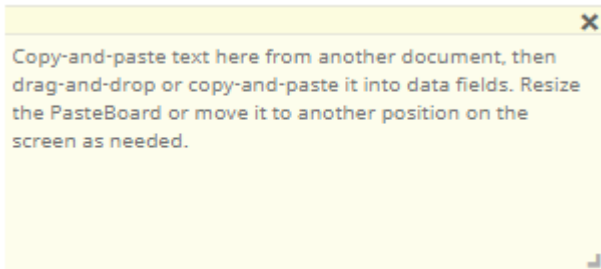 Copy-and-paste text here from another document, then
drag-and-drop or copy-and-paste it into data fields. Resize
the PasteBoard or move it to another position on the
screen as needed.